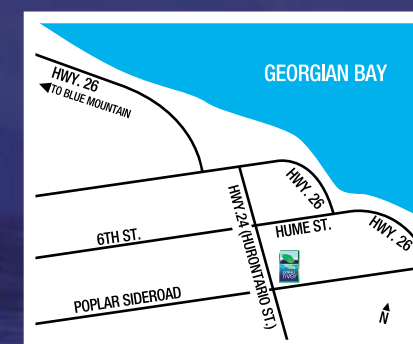 HWY. 26
TO BLUE MOUNTAIN
GEORGIAN BAY
HWY. 26
HWY.24 (HURONTARIO ST.)
6TH ST.
HUME ST.
HWY. 26
POPLAR SIDEROAD
N